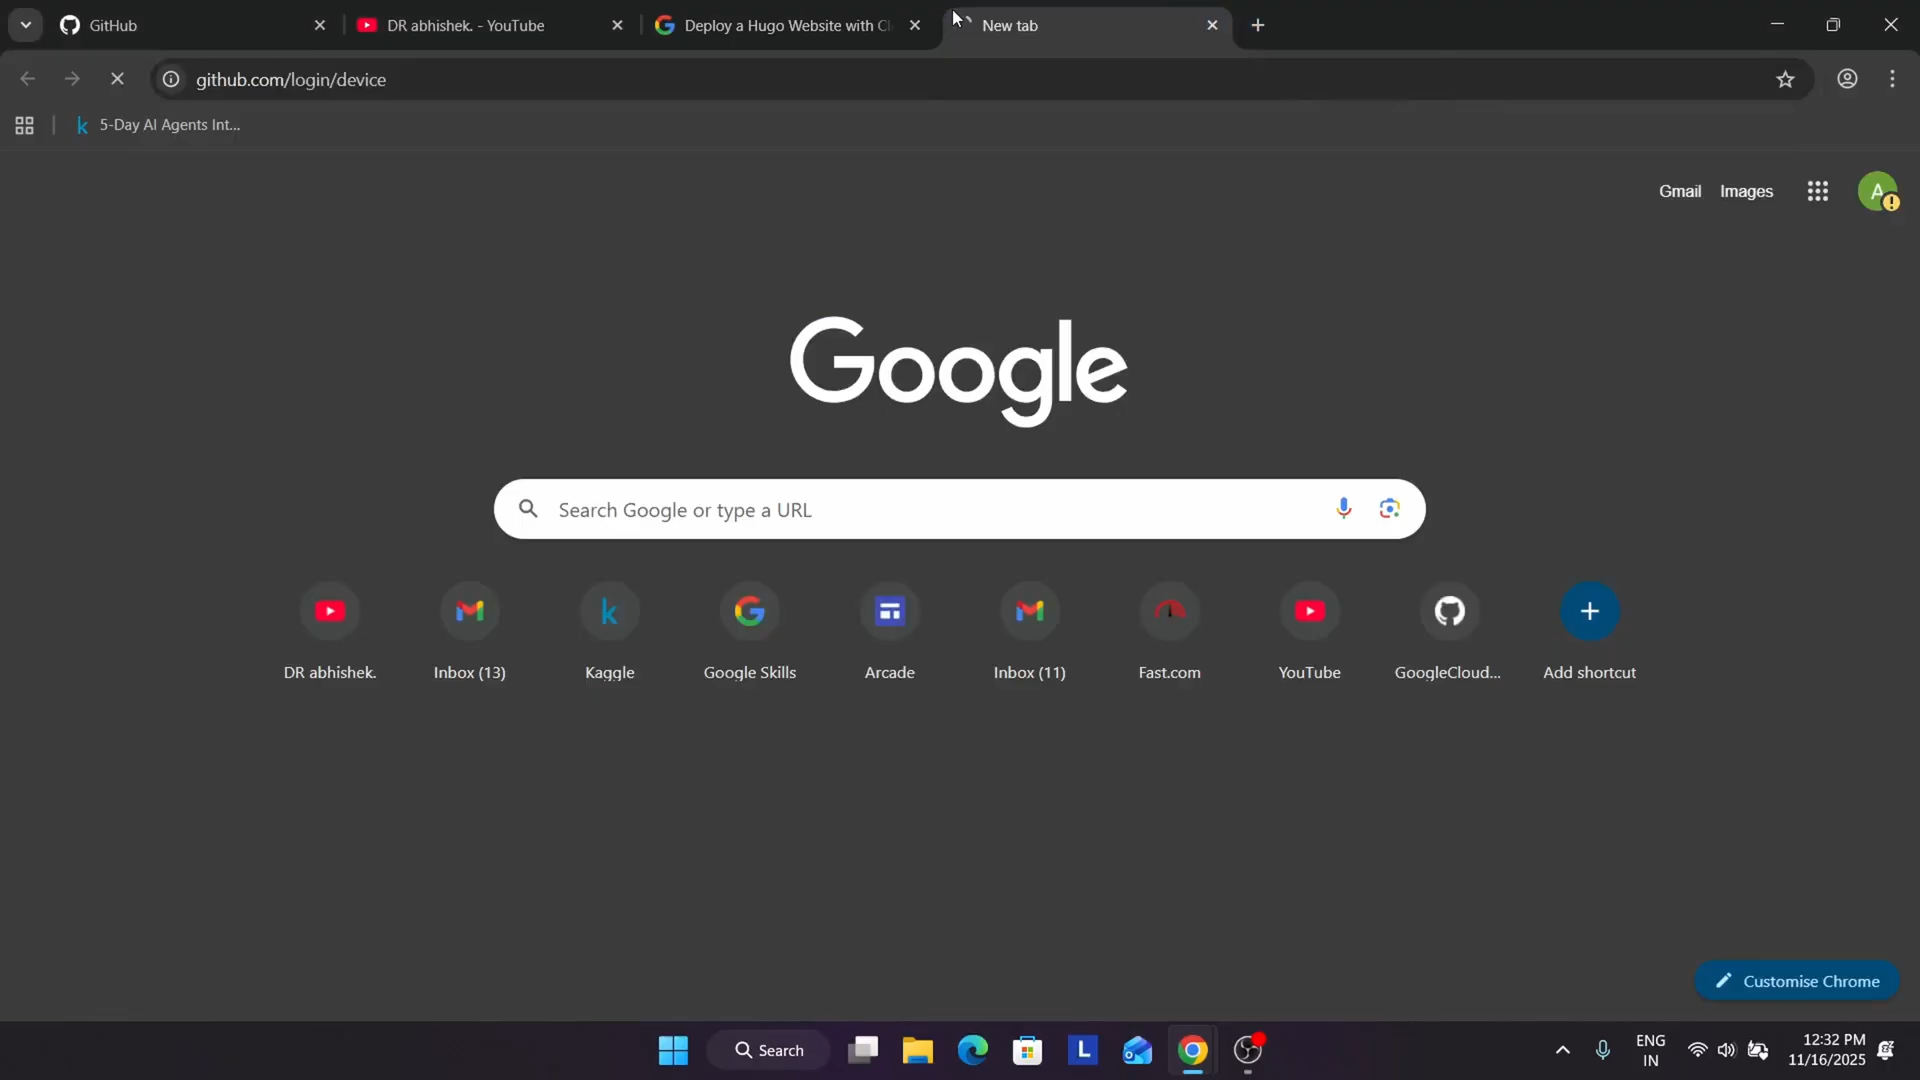 GitHub
DR abhishek. - YouTube
Deploy a Hugo Website with Cl
New tab
github.com/login/device
5-Day AI Agents Int...
Gmail Images
A
Google
Search Google or type a URL
DR abhishek.
Inbox (13)
Kaggle
Google Skills
Arcade
Inbox (11)
Fast.com
YouTube
GoogleCloud...
Add shortcut
Customise Chrome
Search
L
ENG
IN
12:32 PM
11/16/2025